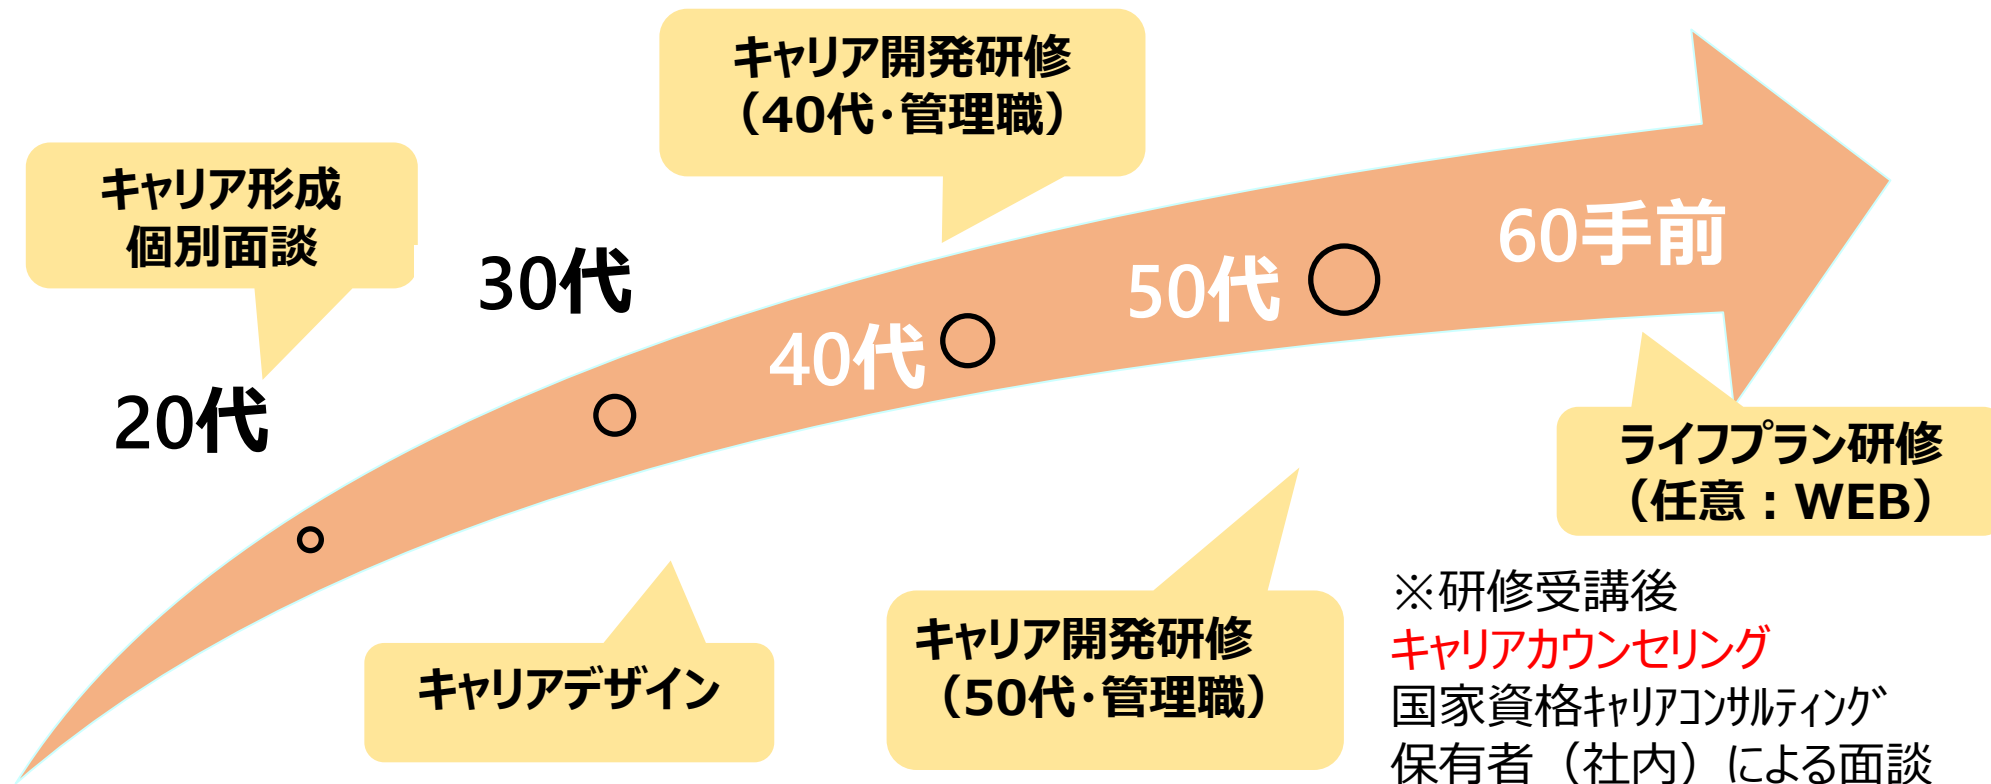 キャリア開発研修
（40代・管理職）
キャリア形成
個別面談
30代
60手前
50代
40代
20代
ライフプラン研修
（任意：WEB）
キャリアデザイン
キャリア開発研修
（50代・管理職）
※研修受講後
キャリアカウンセリング
国家資格ｷｬﾘｱｺﾝｻﾙﾃｨﾝｸﾞ
保有者（社内）による面談